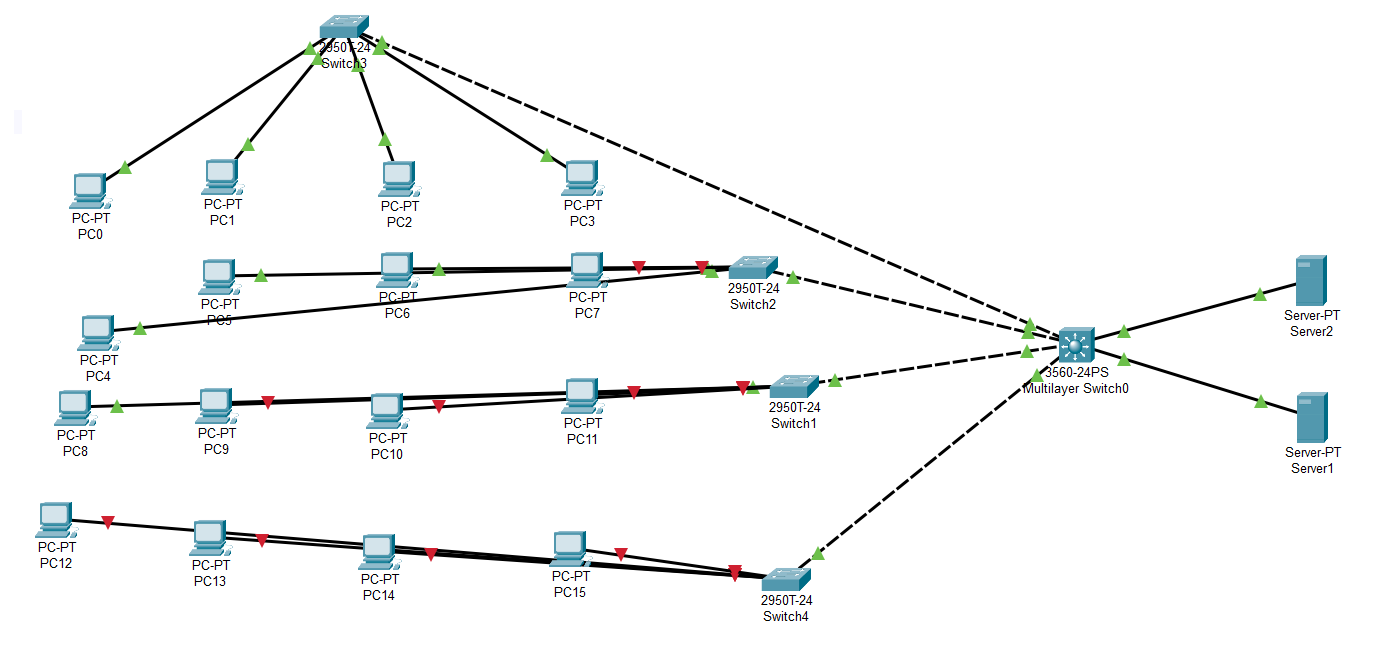 2950T-24
Switch3
PC-PT
PC0
PC-PT
PC1
PC-PT
PC2
PC-PT
PC3
PC-PT
PC5
PC-PT
PC6
PC-PT
PC7
2950T-24
Switch2
Server-PT
Server2
PC-PT
PC4
3560-24PS
Multilayer Switch0
PC-PT
PC8
PC-PT
PC9
PC-PT
PC10
PC-PT
PC11
2950T-24
Switch1
Server-PT
Server1
PC-PT
PC12
PC-PT
PC13
PC-PT
PC14
PC-PT
PC15
2950T-24
Switch4